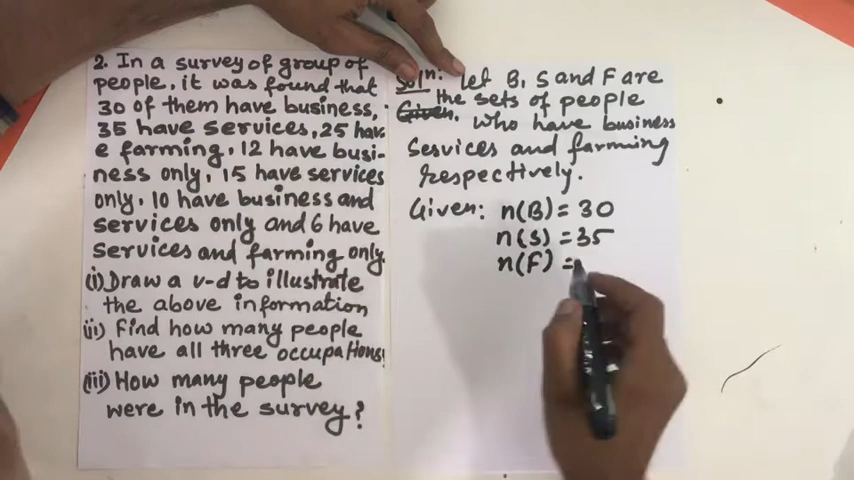 2. In a survey of group of
people, it was found that
30 of them have business,
35 have services, 25 hav
e farming, 12 have busi-
ness only, 15 have services
only, 10 have business and
services only and 6 have
services and farming only.
(i) Draw a v-d to illustrate
the above information
(ii) Find how many people
have all three occupations.
(iii) How many people
were in the survey?
Solⁿ: Let B, S and F are
the sets of people
Given, who have business
Services and farming
respectively.
Given: n(B) = 30
n(S) = 35
n(F) =